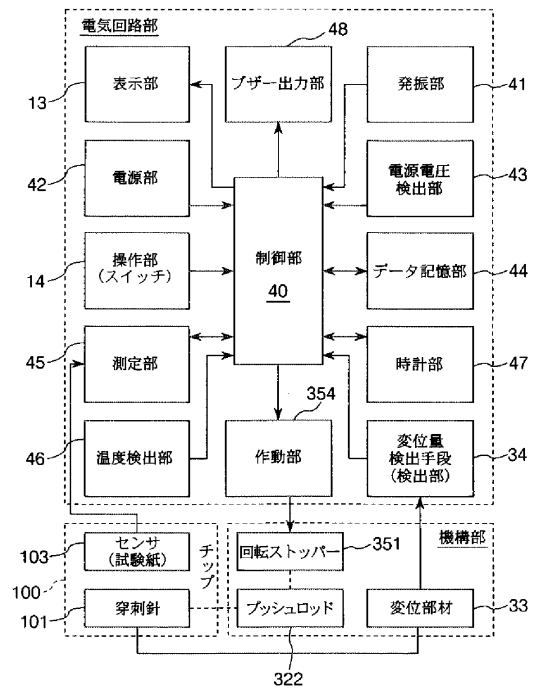 電気回路部
48
13
表示部
ブザー出力部
発振部
41
42
電源部
電源電圧
検出部
43
14
操作部
(スイッチ)
制御部
40
データ記憶部
44
45
測定部
時計部
47
354
46
温度検出部
作動部
変位量
検出手段
(検出部)
34
機構部
103
センサ
(試験紙)
チップ
回転ストッパー
351
100
101
穿刺針
プッシュロッド
変位部材
33
322